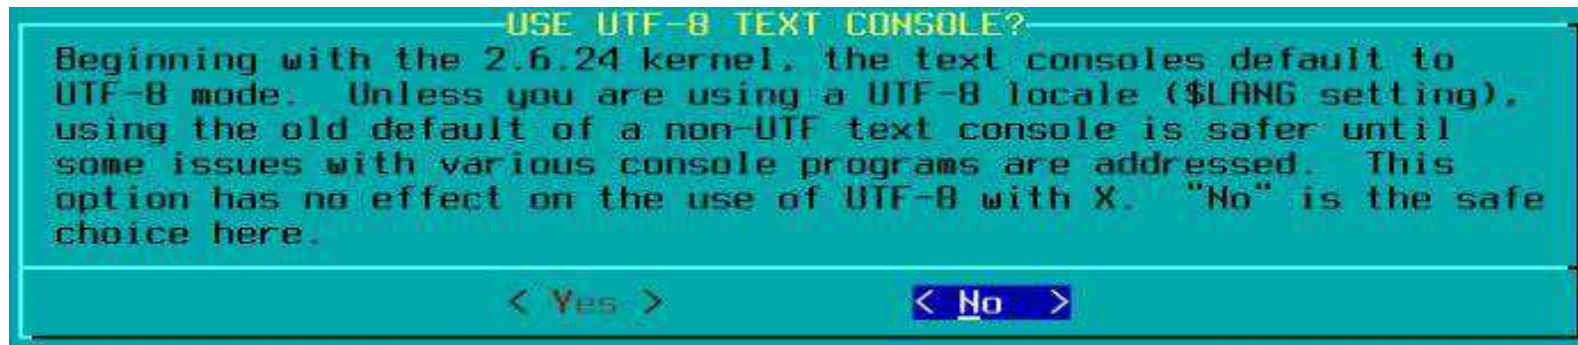 USE UTF-8 TEXT CONSOLE?
Beginning with the 2.6.24 kernel, the text consoles default to
UTF-8 mode.  Unless you are using a UTF-8 locale ($LANG setting),
using the old default of a non-UTF text console is safer until
some issues with various console programs are addressed.  This
option has no effect on the use of UTF-8 with X.  "No" is the safe
choice here.
< Yes > < No >